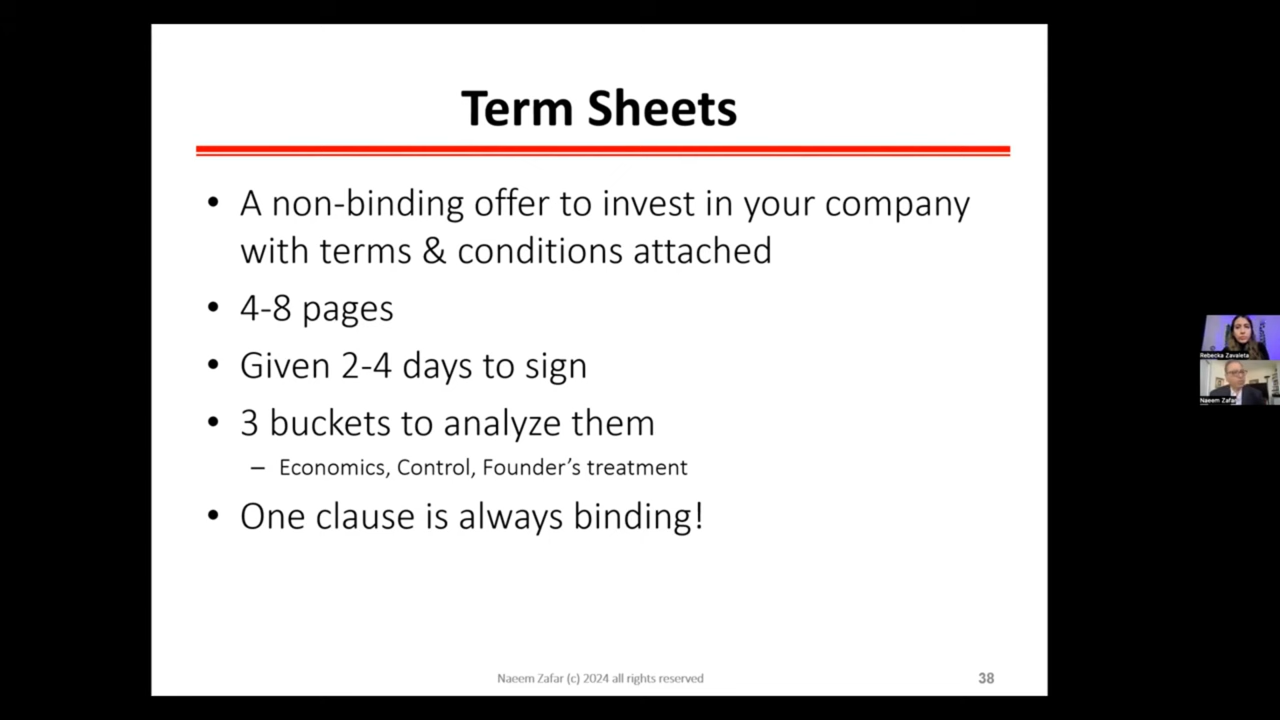 Term Sheets
• A non-binding offer to invest in your company
with terms & conditions attached
• 4-8 pages
• Given 2-4 days to sign
• 3 buckets to analyze them
– Economics, Control, Founder’s treatment
• One clause is always binding!
Naeem Zafar (c) 2024 all rights reserved
38
Rebecka Zavaleta
Naeem Zafar